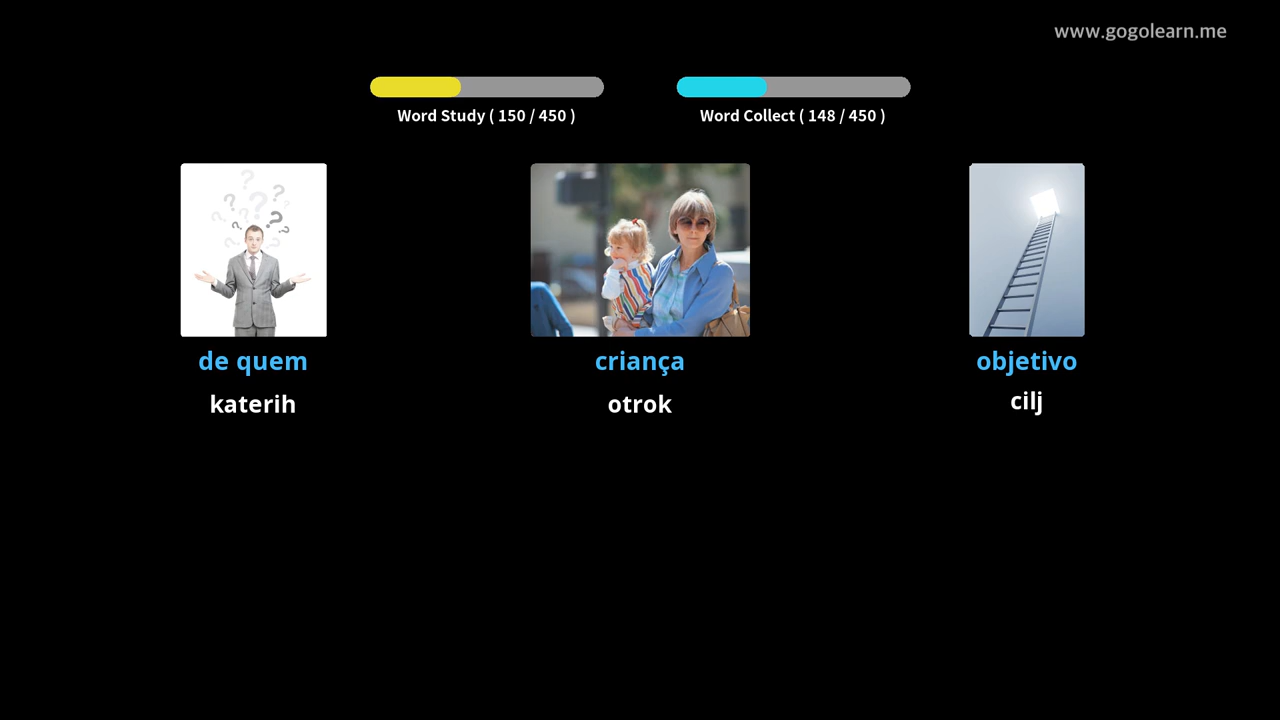 www.gogolearn.me
Word Study ( 150 / 450 )
Word Collect ( 148 / 450 )
de quem
criança
objetivo
katerih
otrok
cilj